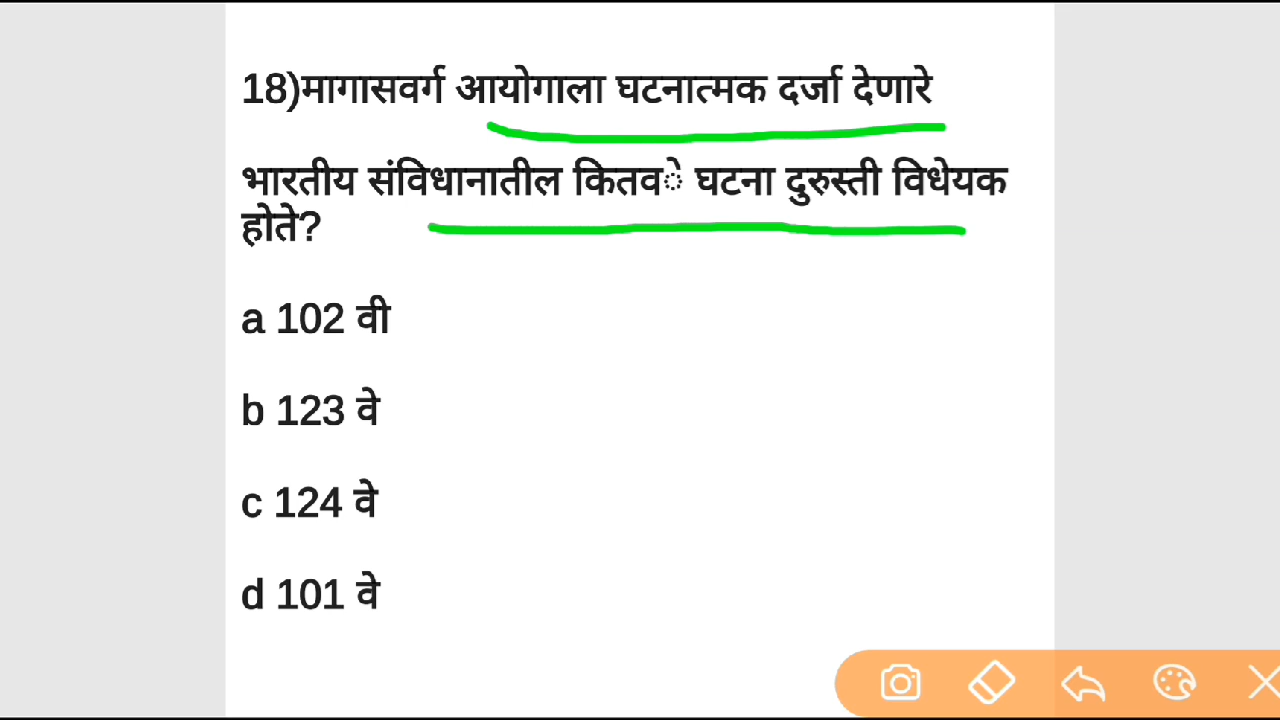 18)मागासवर्ग आयोगाला घटनात्मक दर्जा देणारे
भारतीय संविधानातील कितव◌े घटना दुरुस्ती विधेयक
होते?
a 102 वी
b 123 वे
c 124 वे
d 101 वे